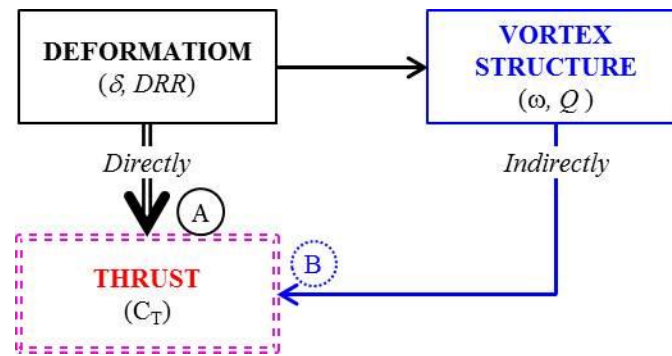 DEFORMATIOM
(δ, DRR)
VORTEX
STRUCTURE
(ω, Q )
Directly
Indirectly
A
B
THRUST
(C_T)